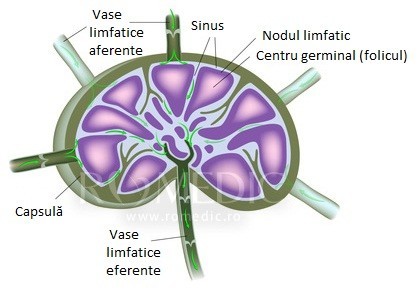 Vase
limfatice
aferente
Sinus
Nodul limfatic
Centru germinal (folicul)
Capsulă
ROMEDIC
www.romedic.ro
Vase
limfatice
eferente